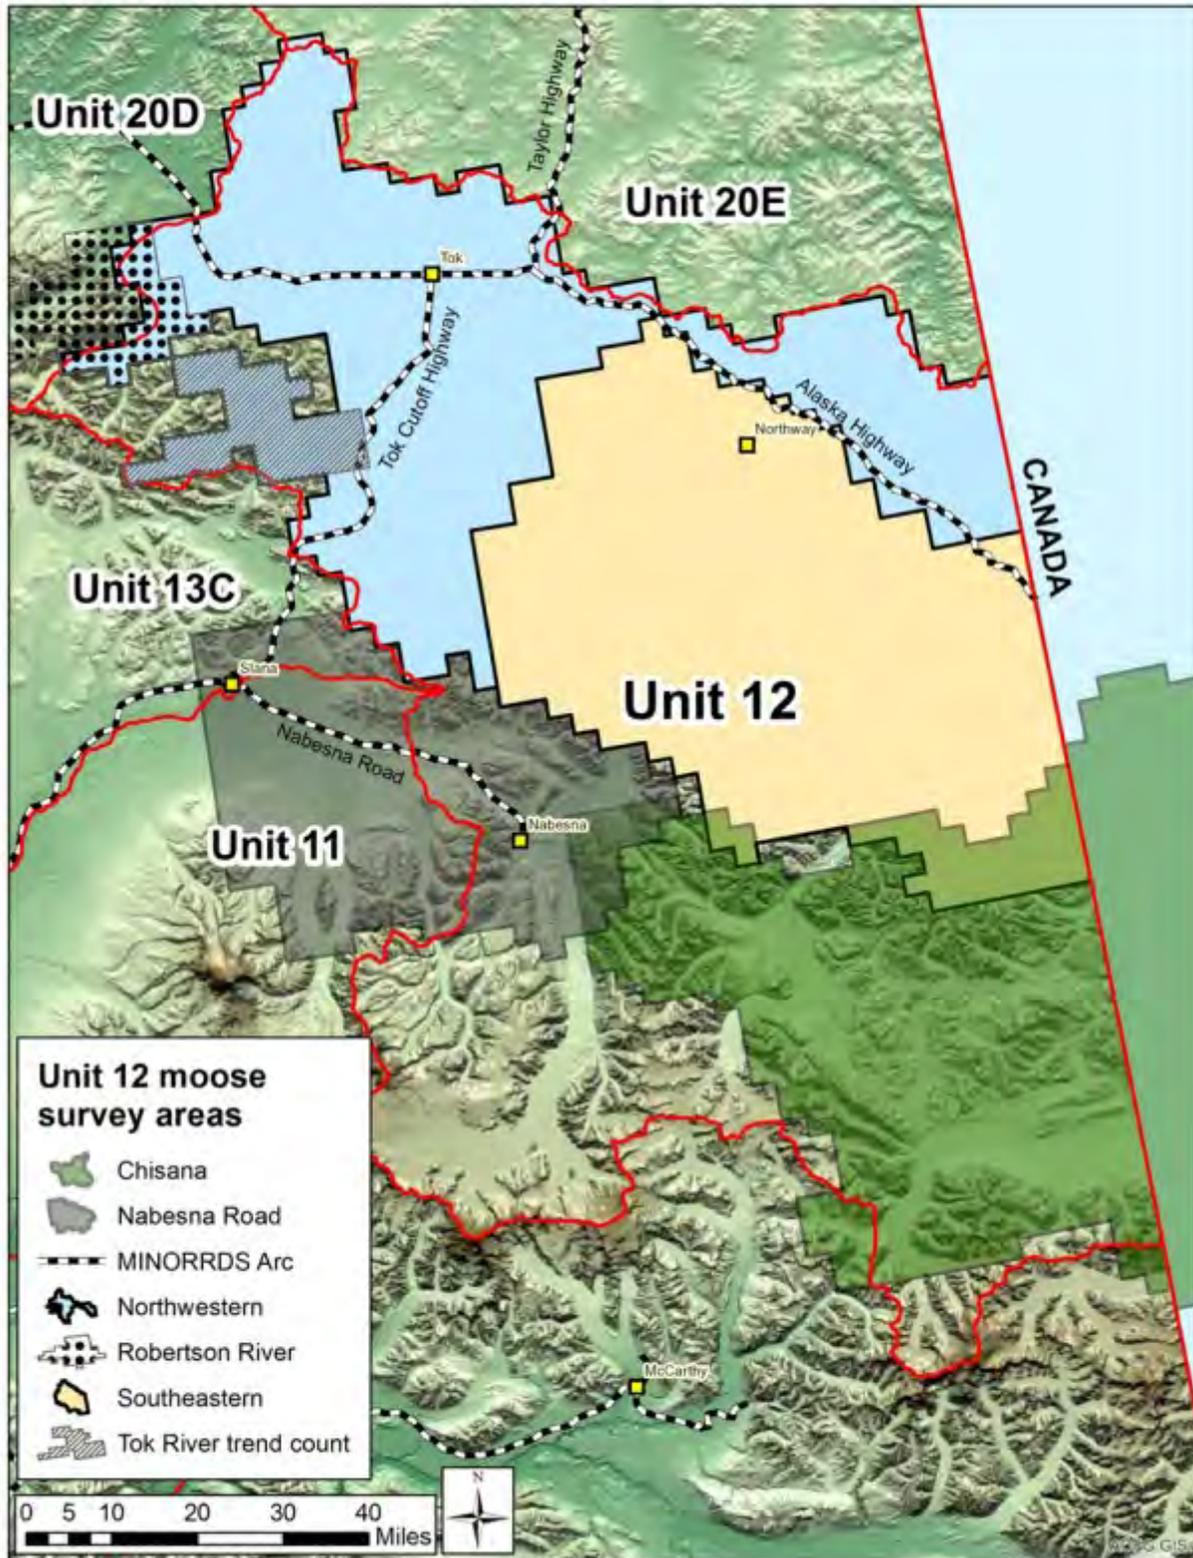 Unit 20D
Taylor Highway
Unit 20E
Tok
Tok Cutoff Highway
Alaska Highway
Northway
CANADA
Unit 13C
Slana
Unit 12
Nabesna Road
Nabesna
Unit 11
Unit 12 moose
survey areas
Chisana
Nabesna Road
MINORRDS Arc
Northwestern
Robertson River
Southeastern
Tok River trend count
McCarthy
N
0 5 10 20 30 40
Miles